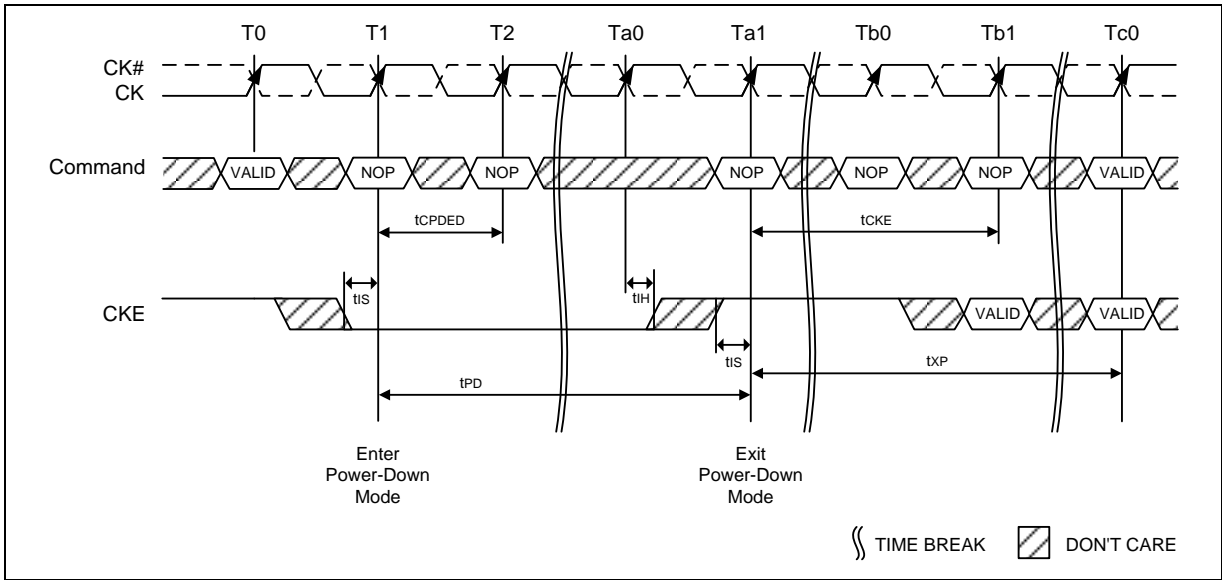 T0 T1 T2 Ta0 Ta1 Tb0 Tb1 Tc0
CK#
CK
Command VALID NOP NOP NOP NOP NOP VALID
tCPDED tCKE
tIS tIH
CKE VALID VALID
tIS
tPD tXP
Enter
Power-Down
Mode
Exit
Power-Down
Mode
TIME BREAK DON'T CARE